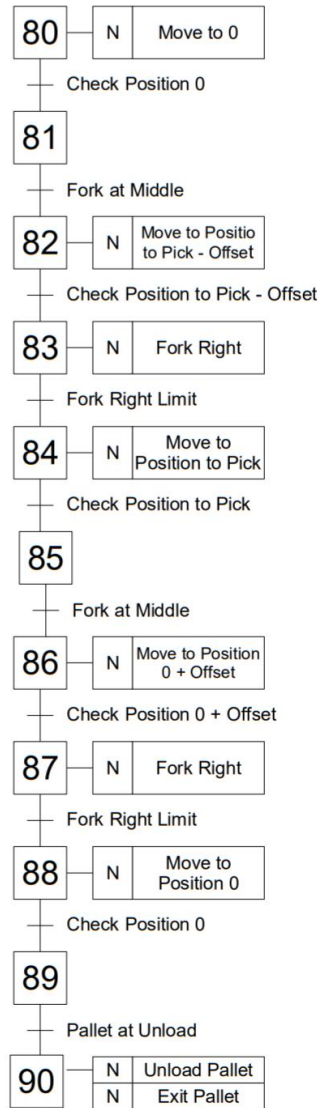 80 N Move to 0
Check Position 0
81
Fork at Middle
82 N Move to Positio
to Pick - Offset
Check Position to Pick - Offset
83 N Fork Right
Fork Right Limit
84 N Move to
Position to Pick
Check Position to Pick
85
Fork at Middle
86 N Move to Position
0 + Offset
Check Position 0 + Offset
87 N Fork Right
Fork Right Limit
88 N Move to
Position 0
Check Position 0
89
Pallet at Unload
90 N Unload Pallet
N Exit Pallet